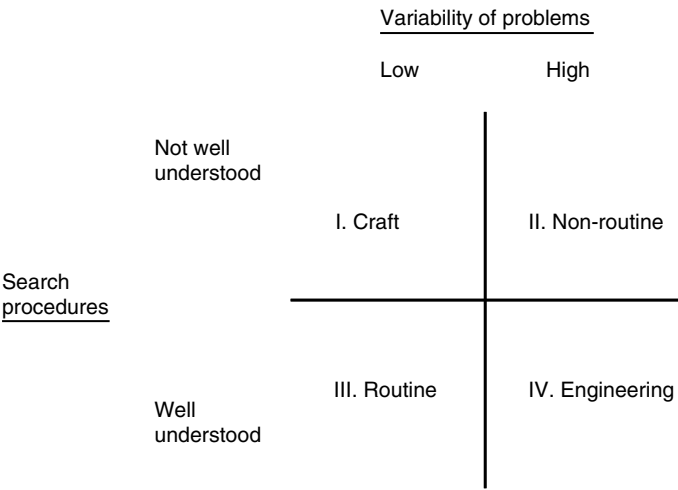 Variability of problems
Low High
Not well
understood
I. Craft II. Non-routine
Search
procedures
III. Routine IV. Engineering
Well
understood